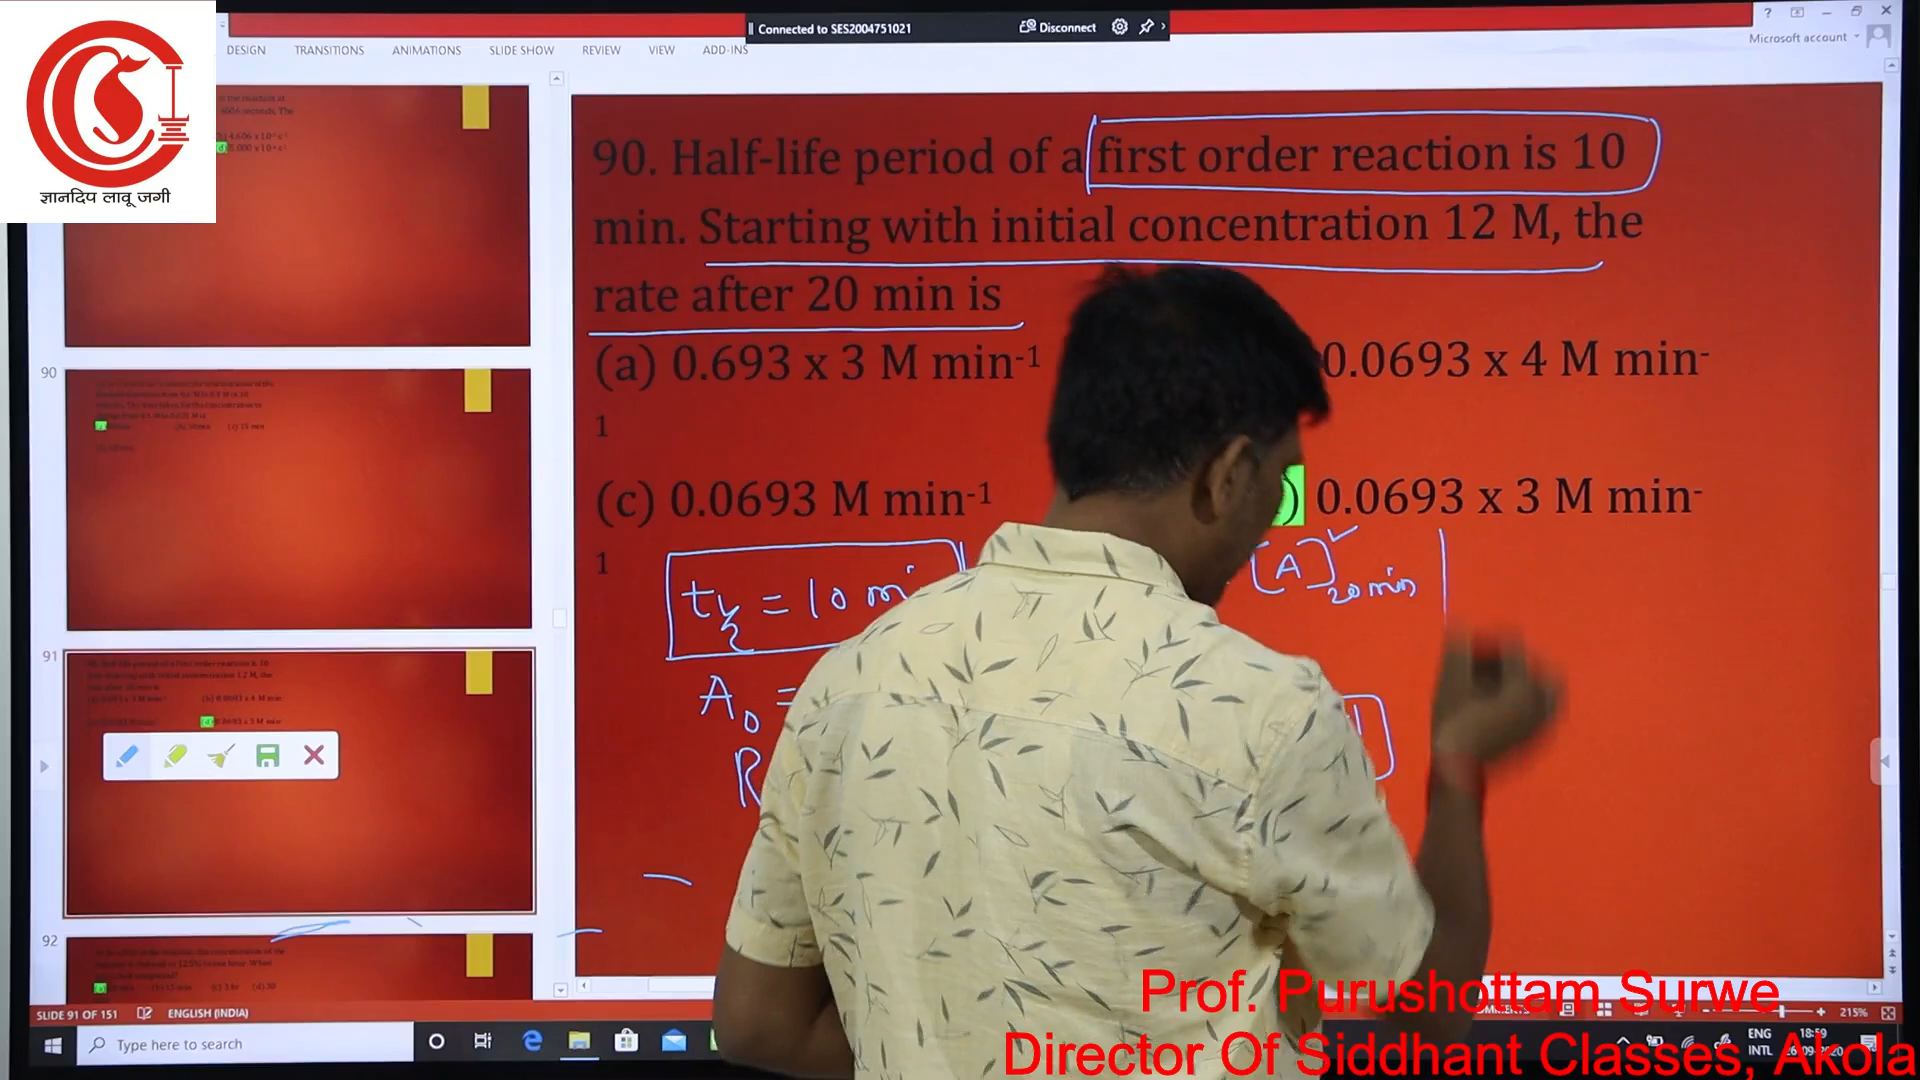 Connected to SES2004751021
Disconnect
?
Microsoft account
DESIGN TRANSITIONS ANIMATIONS SLIDE SHOW REVIEW VIEW ADD-INS
ज्ञानदिप लावू जगी
90
91
92
90. Half-life period of a first order reaction is 10
min. Starting with initial concentration 12 M, the
rate after 20 min is
(a) 0.693 x 3 M min-1
0.0693 x 4 M min-
1
(c) 0.0693 M min-1
) 0.0693 x 3 M min-
1
t½ = 10 mi
[A] 20 min
A0 =
R
Prof. Purushottam Surwe
Director Of Siddhant Classes, Akola
SLIDE 91 OF 151
ENGLISH (INDIA)
215%
Type here to search
ENG
INTL
18:59